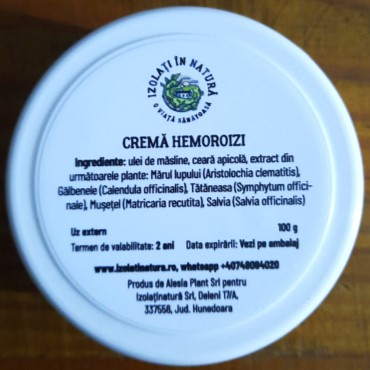 IZOLAȚI ÎN NATURĂ
O VIAȚĂ SĂNĂTOASĂ
CREMĂ HEMOROIZI
Ingrediente: ulei de măsline, ceară apicolă, extract din
următoarele plante: Mărul lupului (Aristolochia clematitis),
Gălbenele (Calendula officinalis), Tătăneasa (Symphytum offici-
nale), Mușețel (Matricaria recutita), Salvia (Salvia officinalis)
Uz extern 100 g
Termen de valabilitate: 2 ani Data expirării: Vezi pe ambalaj
www.izolatinatura.ro, whatsapp +40748084020
Produs de Alesia Plant Srl pentru
Izolaținatură Srl, Deleni 17/A,
337558, Jud. Hunedoara